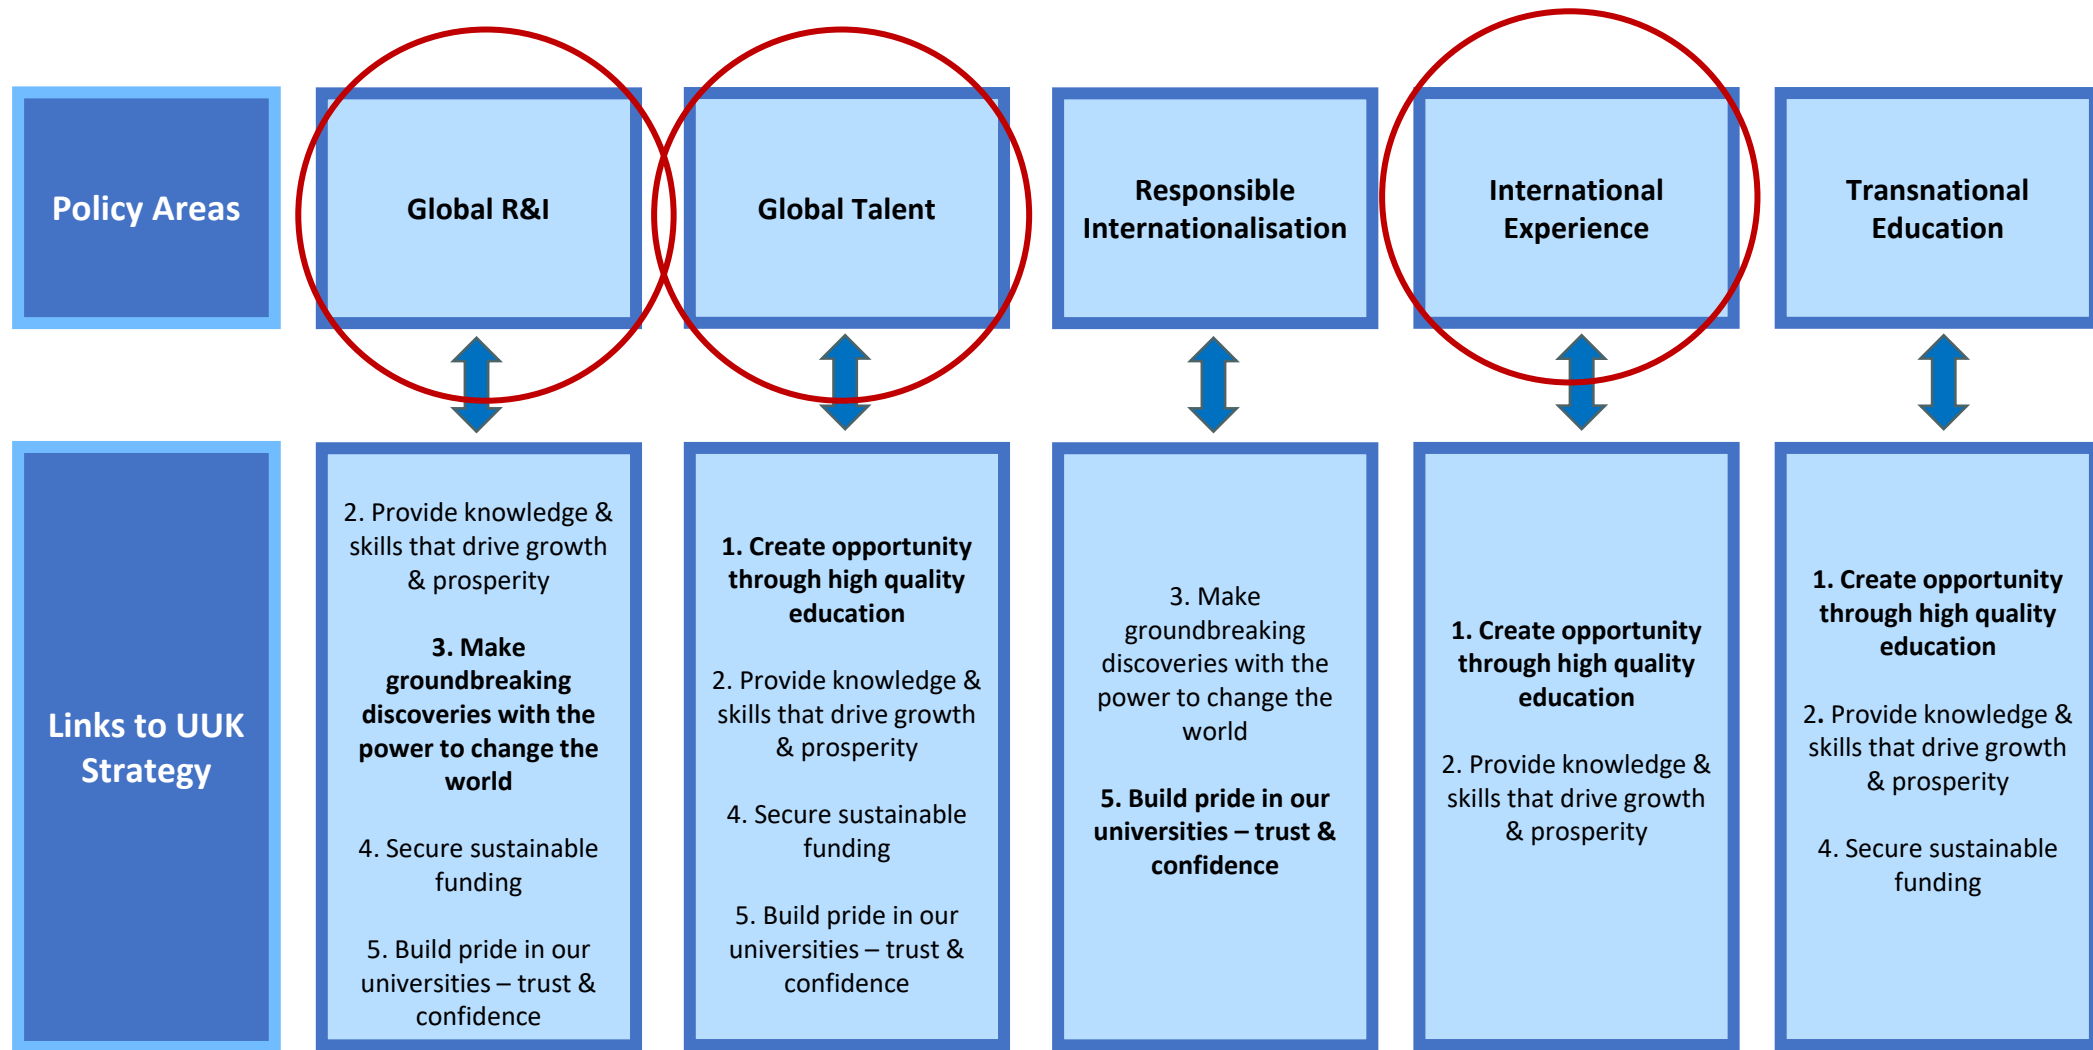 Policy Areas
Global R&I
Global Talent
Responsible
Internationalisation
International
Experience
Transnational
Education
Links to UUK
Strategy
2. Provide knowledge &
skills that drive growth
& prosperity
3. Make
groundbreaking
discoveries with the
power to change the
world
4. Secure sustainable
funding
5. Build pride in our
universities – trust &
confidence
1. Create opportunity
through high quality
education
2. Provide knowledge &
skills that drive growth
& prosperity
4. Secure sustainable
funding
5. Build pride in our
universities – trust &
confidence
3. Make
groundbreaking
discoveries with the
power to change the
world
5. Build pride in our
universities – trust &
confidence
1. Create opportunity
through high quality
education
2. Provide knowledge &
skills that drive growth
& prosperity
1. Create opportunity
through high quality
education
2. Provide knowledge &
skills that drive growth
& prosperity
4. Secure sustainable
funding